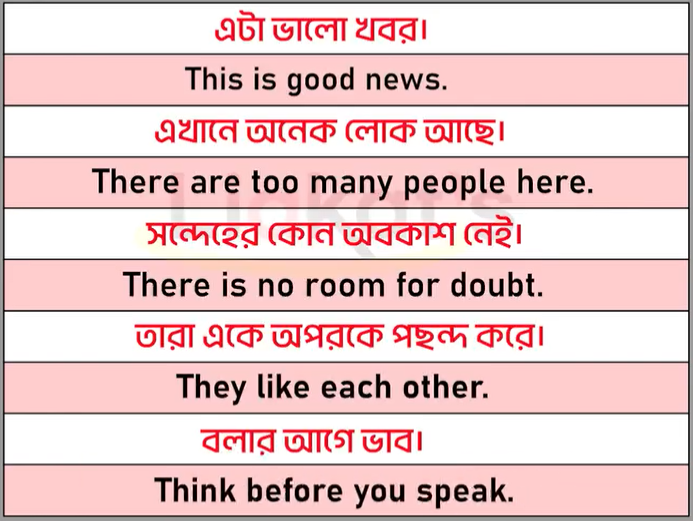 এটা ভালো খবর।
This is good news.
এখানে অনেক লোক আছে।
There are too many people here.
সন্দেহের কোন অবকাশ নেই।
There is no room for doubt.
তারা একে অপরকে পছন্দ করে।
They like each other.
বলার আগে ভাব।
Think before you speak.